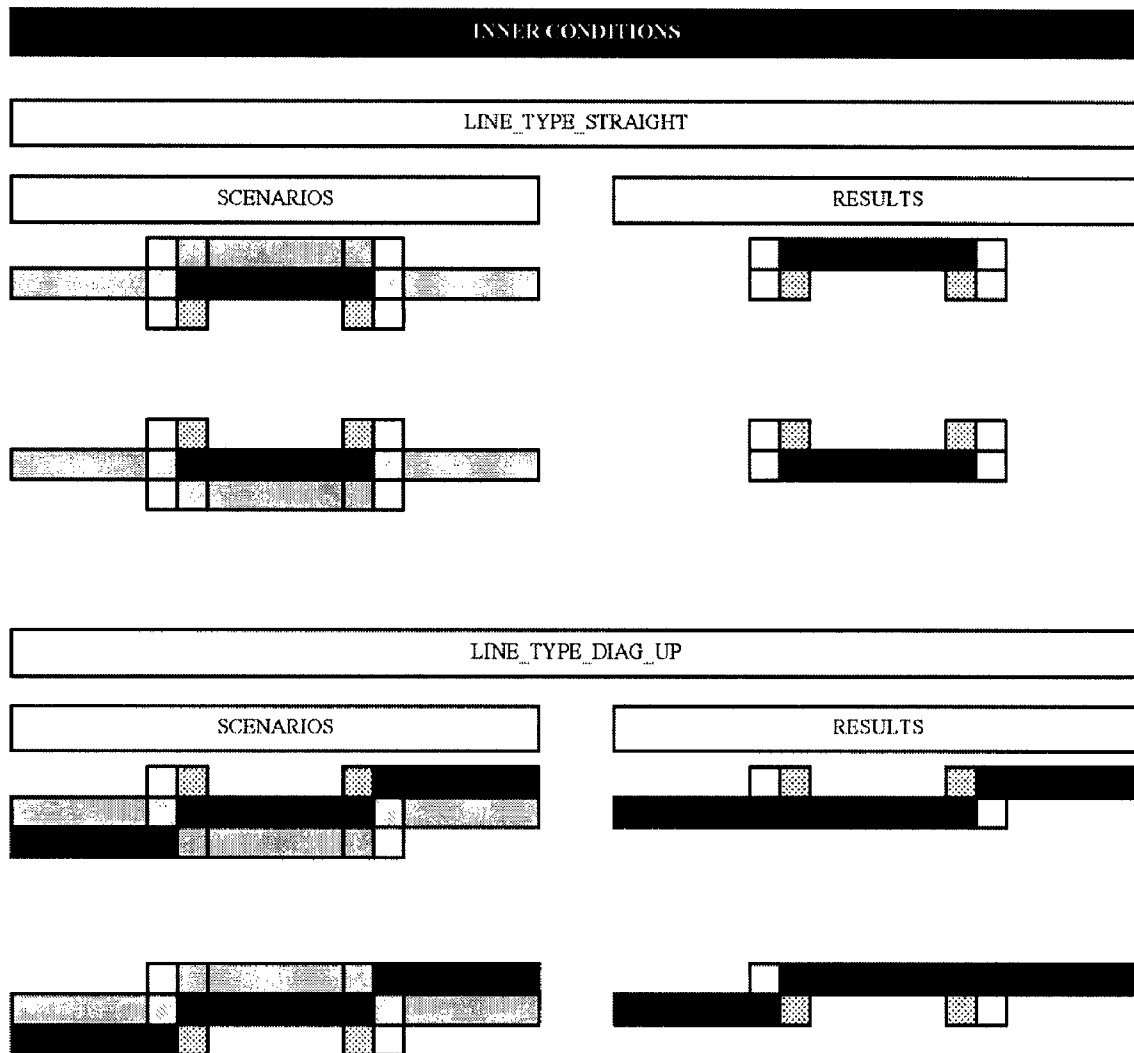 INNER CONDITIONS
LINE_TYPE_STRAIGHT
SCENARIOS
RESULTS
LINE_TYPE_DIAG_UP
SCENARIOS
RESULTS